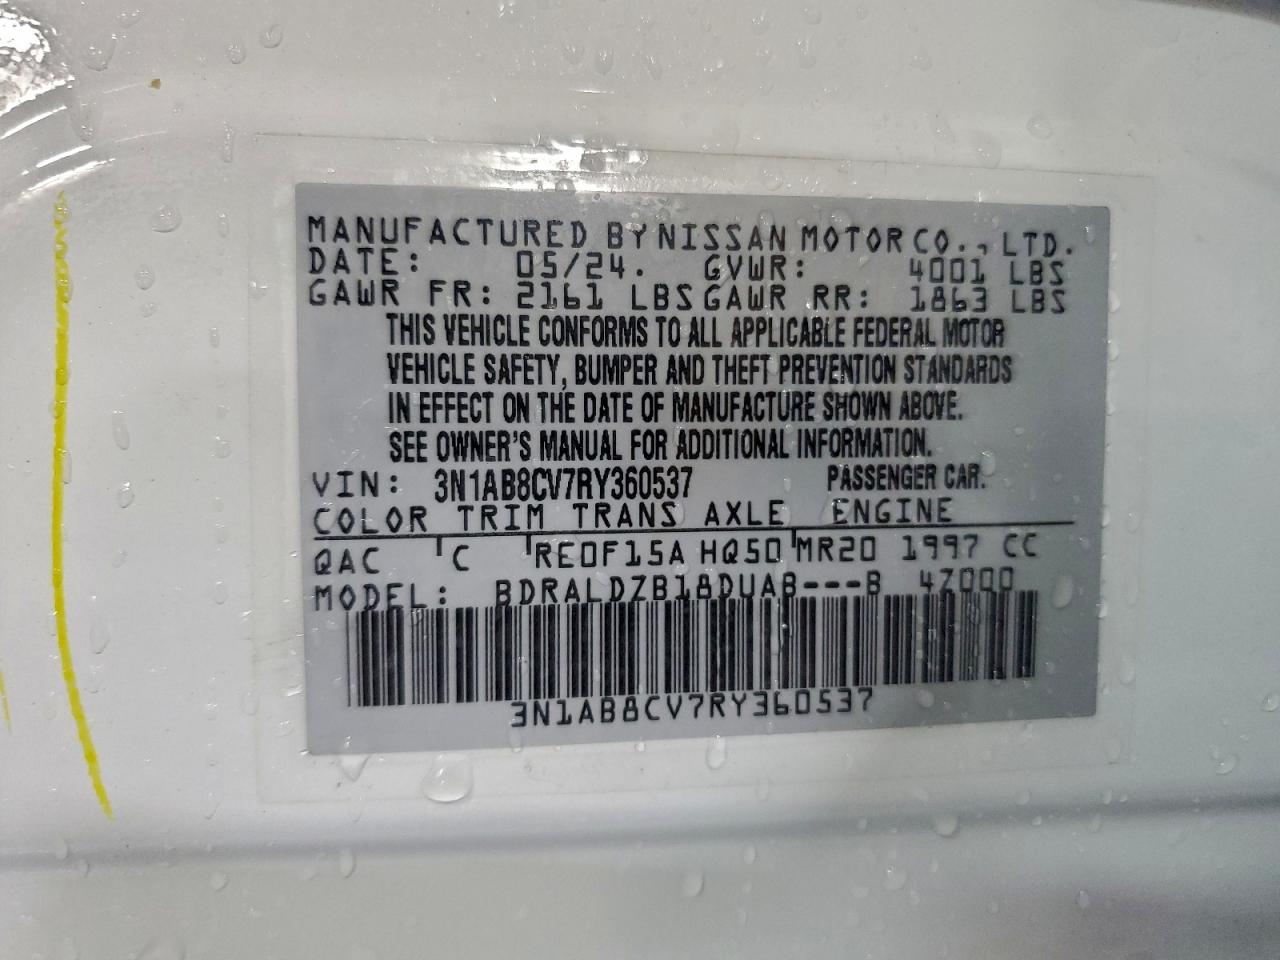 MANUFACTURED BY NISSAN MOTOR CO., LTD.
DATE: 05/24. GVWR: 4001 LBS
GAWR FR: 2161 LBS GAWR RR: 1863 LBS
THIS VEHICLE CONFORMS TO ALL APPLICABLE FEDERAL MOTOR
VEHICLE SAFETY, BUMPER AND THEFT PREVENTION STANDARDS
IN EFFECT ON THE DATE OF MANUFACTURE SHOWN ABOVE.
SEE OWNER'S MANUAL FOR ADDITIONAL INFORMATION.
VIN: 3N1AB8CV7RY360537 PASSENGER CAR.
COLOR TRIM TRANS AXLE ENGINE
QAC C RE0F15A HQ50 MR20 1997 CC
MODEL: BDRALDZB18DUAB---B 4Z000
3N1AB8CV7RY360537